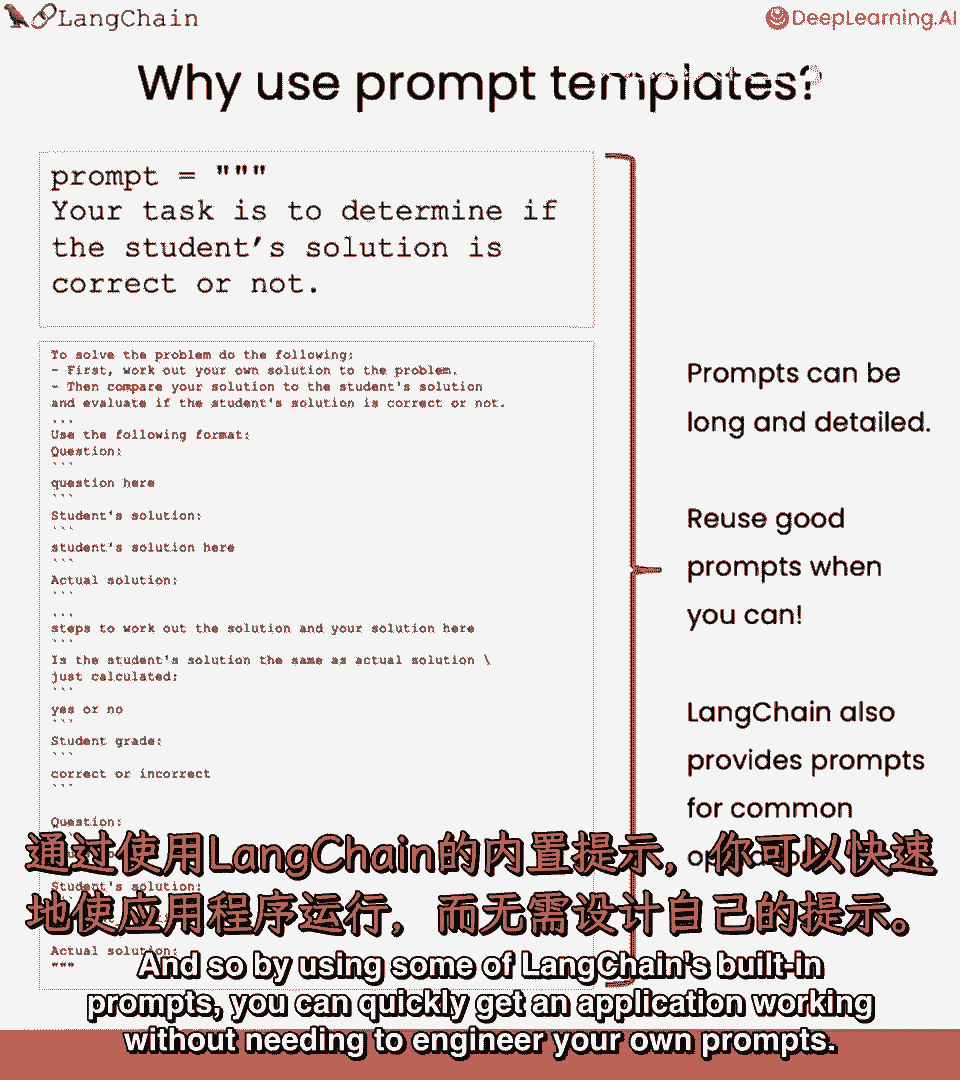 LangChain
DeepLearning.AI
Why use prompt templates?
prompt = """
Your task is to determine if
the student's solution is
correct or not.
To solve the problem do the following:
- First, work out your own solution to the problem.
- Then compare your solution to the student's solution
and evaluate if the student's solution is correct or not.
...
Use the following format:
Question:
```
question here
```
Student's solution:
```
student's solution here
```
Actual solution:
```
...
steps to work out the solution and your solution here
```
Is the student's solution the same as actual solution \
just calculated:
```
yes or no
```
Student grade:
```
correct or incorrect
```
Question:
Student's solution:
Actual solution:
"""
Prompts can be
long and detailed.
Reuse good
prompts when
you can!
LangChain also
provides prompts
for common
通过使用LangChain的内置提示，你可以快速
地使应用程序运行，而无需设计自己的提示。
And so by using some of LangChain's built-in
prompts, you can quickly get an application working
without needing to engineer your own prompts.